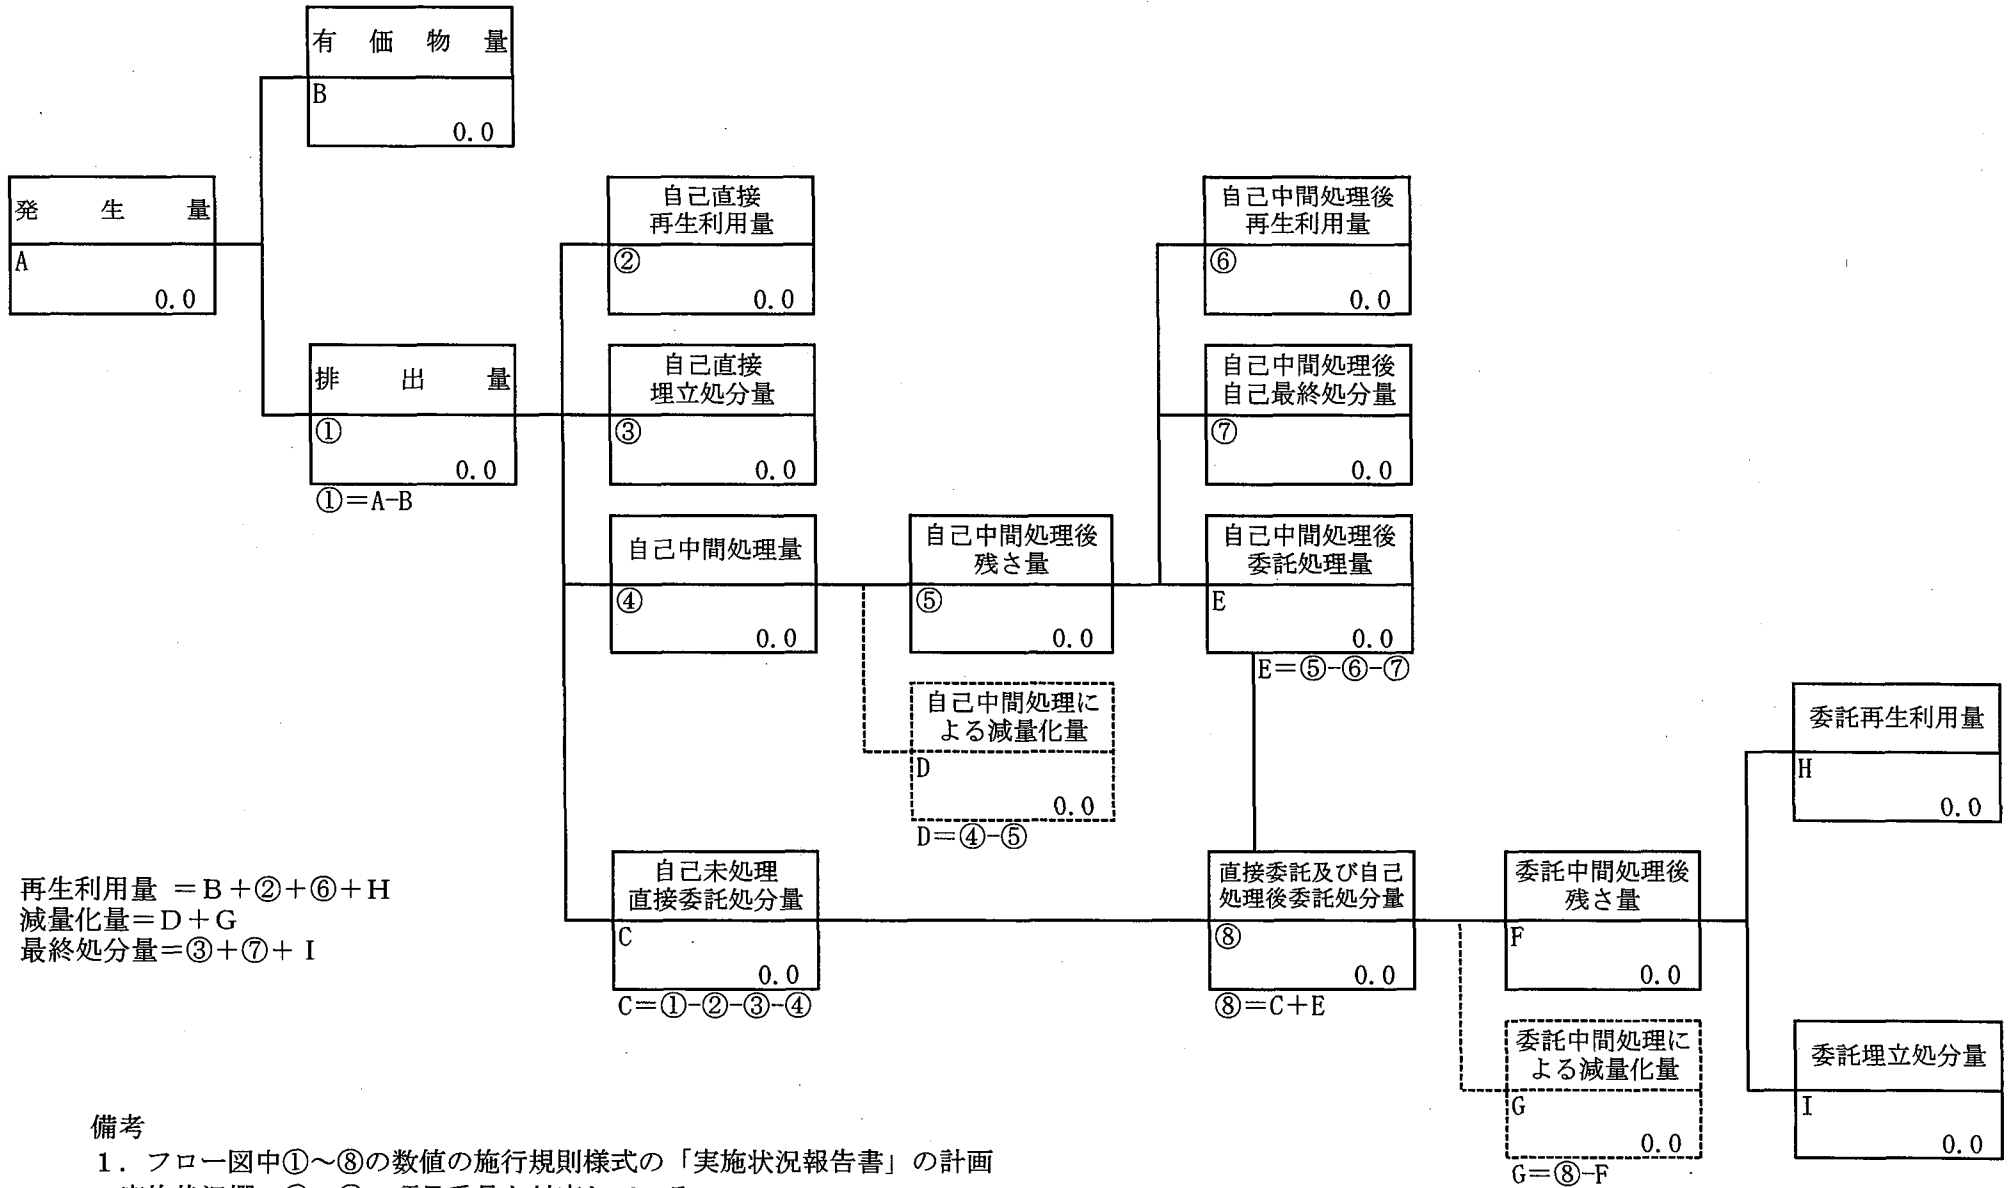 有価物量
B
0.0
発生量
A
0.0
排出量
①
0.0
①=A-B
自己直接
再生利用量
②
0.0
自己直接
埋立処分量
③
0.0
自己中間処理量
④
0.0
自己中間処理後
残さ量
⑤
0.0
自己中間処理に
よる減量化量
D
0.0
D=④-⑤
自己中間処理後
再生利用量
⑥
0.0
自己中間処理後
自己最終処分量
⑦
0.0
自己中間処理後
委託処理量
E
0.0
E=⑤-⑥-⑦
自己未処理
直接委託処分量
C
0.0
C=①-②-③-④
直接委託及び自己
処理後委託処分量
⑧
0.0
⑧=C+E
委託中間処理後
残さ量
F
0.0
委託中間処理に
よる減量化量
G
0.0
G=⑧-F
委託再生利用量
H
0.0
委託埋立処分量
I
0.0
再生利用量 =B+②+⑥+H
減量化量=D+G
最終処分量=③+⑦+I
備考
1.フロー図中①~⑧の数値の施行規則様式の「実施状況報告書」の計画